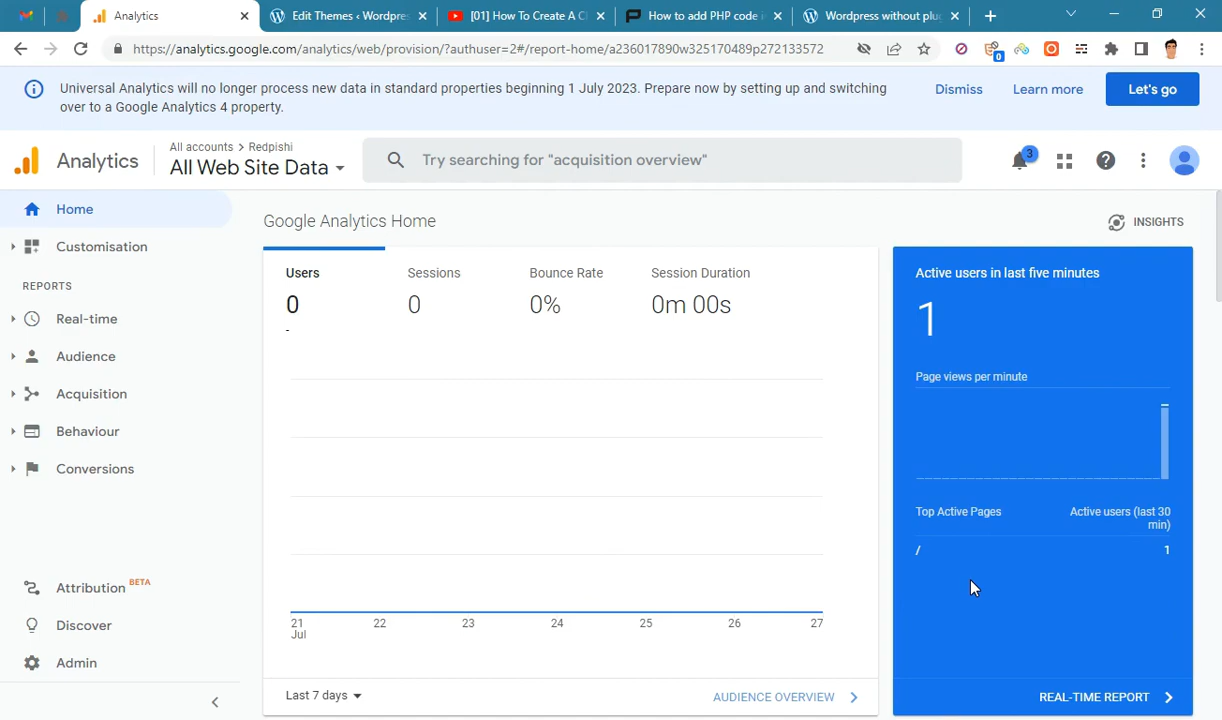 Analytics
Edit Themes ‹ Wordpre
[01] How To Create A C
How to add PHP code i
Wordpress without plu
https://analytics.google.com/analytics/web/provision/?authuser=2#/report-home/a236017890w325170489p272133572
0
Universal Analytics will no longer process new data in standard properties beginning 1 July 2023. Prepare now by setting up and switching
over to a Google Analytics 4 property.
Dismiss
Learn more
Let's go
Analytics
All accounts > Redpishi
All Web Site Data
Try searching for "acquisition overview"
3
Home
Customisation
REPORTS
Real-time
Audience
Acquisition
Behaviour
Conversions
Attribution BETA
Discover
Admin
Google Analytics Home
INSIGHTS
Users
0
-
Sessions
0
Bounce Rate
0%
Session Duration
0m 00s
21
Jul
22
23
24
25
26
27
Last 7 days
AUDIENCE OVERVIEW
Active users in last five minutes
1
Page views per minute
Top Active Pages
Active users (last 30
min)
/
1
REAL-TIME REPORT